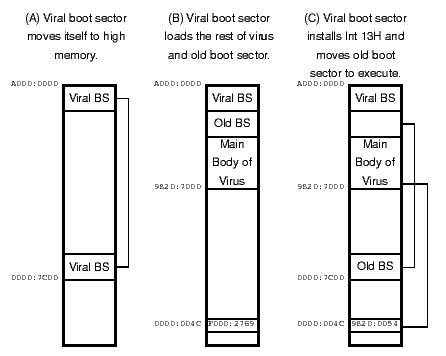 (A) Viral boot sector
moves itself to high
memory.
A000:0000
Viral BS
Viral BS
0000:7C00
(B) Viral boot sector
loads the rest of virus
and old boot sector.
A000:0000
Viral BS
Old BS
Main
Body of
Virus
9820:7000
0000:004C
F000:2769
(C) Viral boot sector
installs Int 13H and
moves old boot
sector to execute.
A000:0000
Viral BS
Main
Body of
Virus
9820:7000
Old BS
0000:7C00
0000:004C
9820:0054